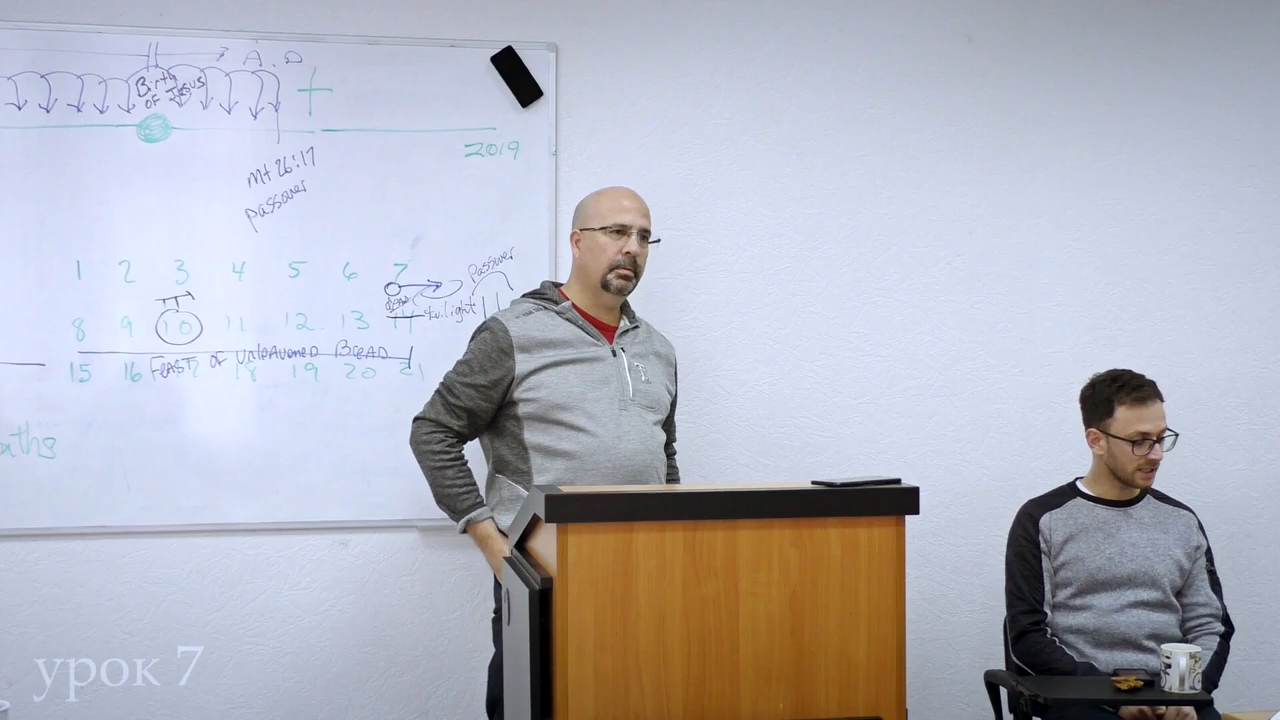 A.D
Birth
OF Jesus
2019
Mt 26:17
passover
Passover
1 2 3 4 5 6 7
twilight
8 9 10 11 12 13 14
FEAST OF UNLEAVENED BREAD
15 16 18 19 20 21
урок 7